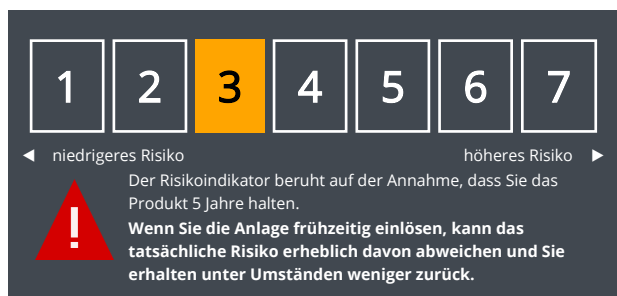 1 2 3 4 5 6 7
◄ niedrigeres Risiko höheres Risiko ►
Der Risikoindikator beruht auf der Annahme, dass Sie das
Produkt 5 Jahre halten.
!
Wenn Sie die Anlage frühzeitig einlösen, kann das
tatsächliche Risiko erheblich davon abweichen und Sie
erhalten unter Umständen weniger zurück.